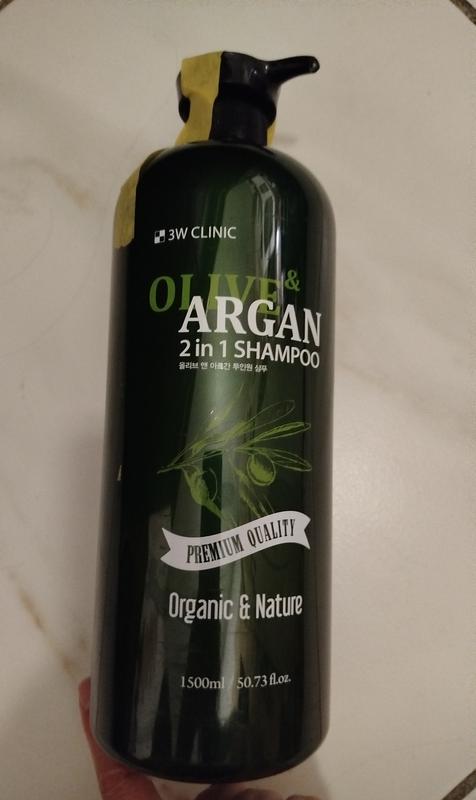 3W CLINIC
OLIVE &
ARGAN
2 in 1 SHAMPOO
올리브 앤 아르간 투인원 샴푸
PREMIUM QUALITY
Organic & Nature
1500ml / 50.73 fl.oz.